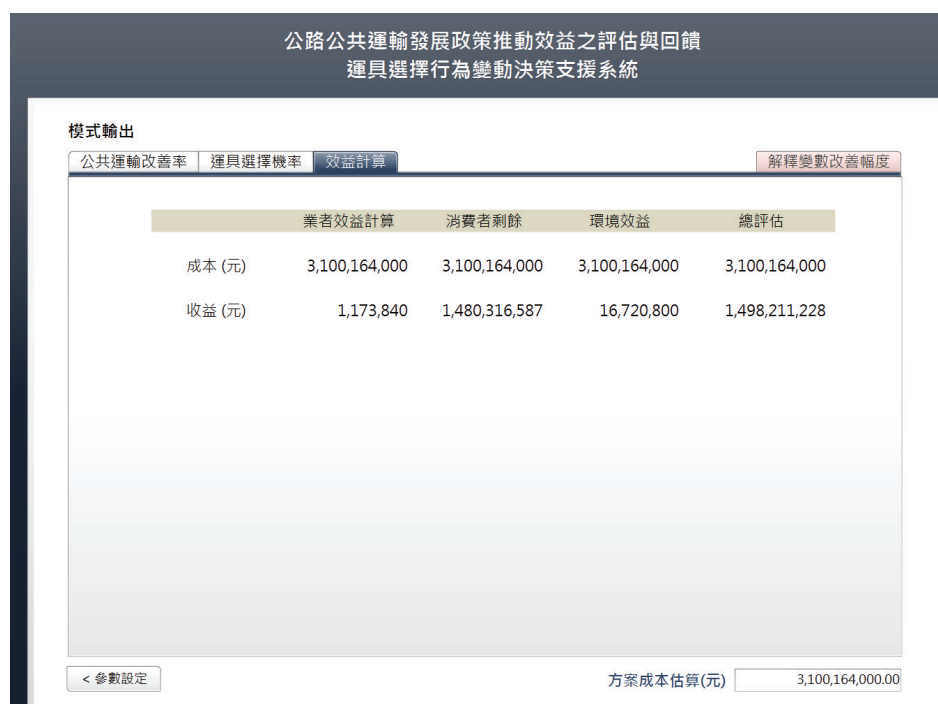 公路公共運輸發展政策推動效益之評估與回饋
運具選擇行為變動決策支援系統
模式輸出
公共運輸改善率 運具選擇機率 效益計算 解釋變數改善幅度
業者效益計算 消費者剩餘 環境效益 總評估
成本 (元) 3,100,164,000 3,100,164,000 3,100,164,000 3,100,164,000
收益 (元) 1,173,840 1,480,316,587 16,720,800 1,498,211,228
< 參數設定 方案成本估算(元) 3,100,164,000.00